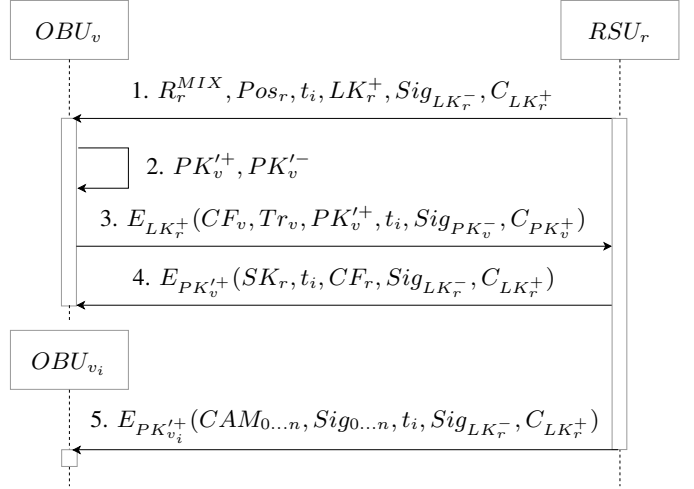 OBU_v
RSU_r
1. R_r^{MIX}, Pos_r, t_i, LK_r^+, Sig_{LK_r^-}, C_{LK_r^+}
2. PK_v'^+, PK_v'^-
3. E_{LK_r^+}(CF_v, Tr_v, PK_v'^+, t_i, Sig_{PK_v^-}, C_{PK_v^+})
4. E_{PK_v'^+}(SK_r, t_i, CF_r, Sig_{LK_r^-}, C_{LK_r^+})
OBU_{v_i}
5. E_{PK_{v_i}'^+}(CAM_{0...n}, Sig_{0...n}, t_i, Sig_{LK_r^-}, C_{LK_r^+})